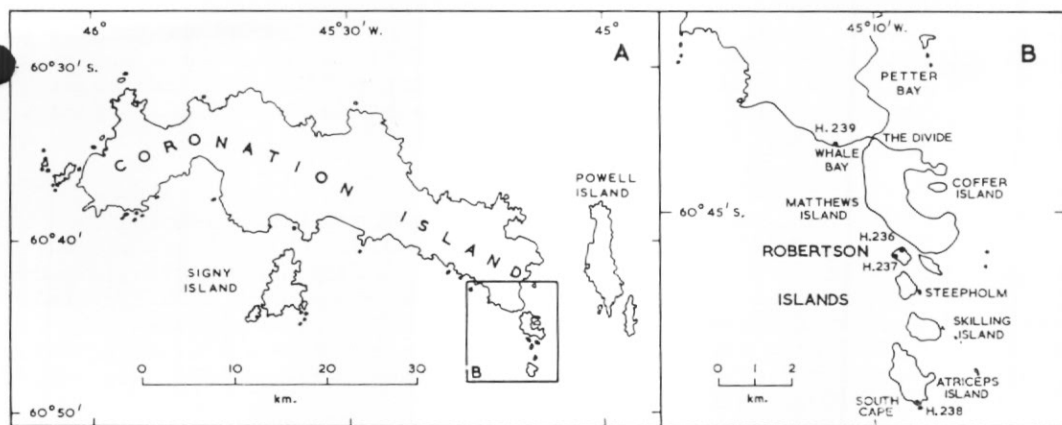 46°
45°30' W.
45°
60°30' S.
A
CORONATION ISLAND
POWELL
ISLAND
60°40'
SIGNY
ISLAND
B
0 10 20 30
km.
60°50'
45°10' W.
B
PETTER
BAY
H.239
THE DIVIDE
WHALE
BAY
COFFER
ISLAND
MATTHEWS
ISLAND
60°45' S.
H.236
ROBERTSON
H.237
ISLANDS
STEEPHOLM
SKILLING
ISLAND
0 1 2
km.
ATRICEPS
ISLAND
SOUTH
CAPE
H.238